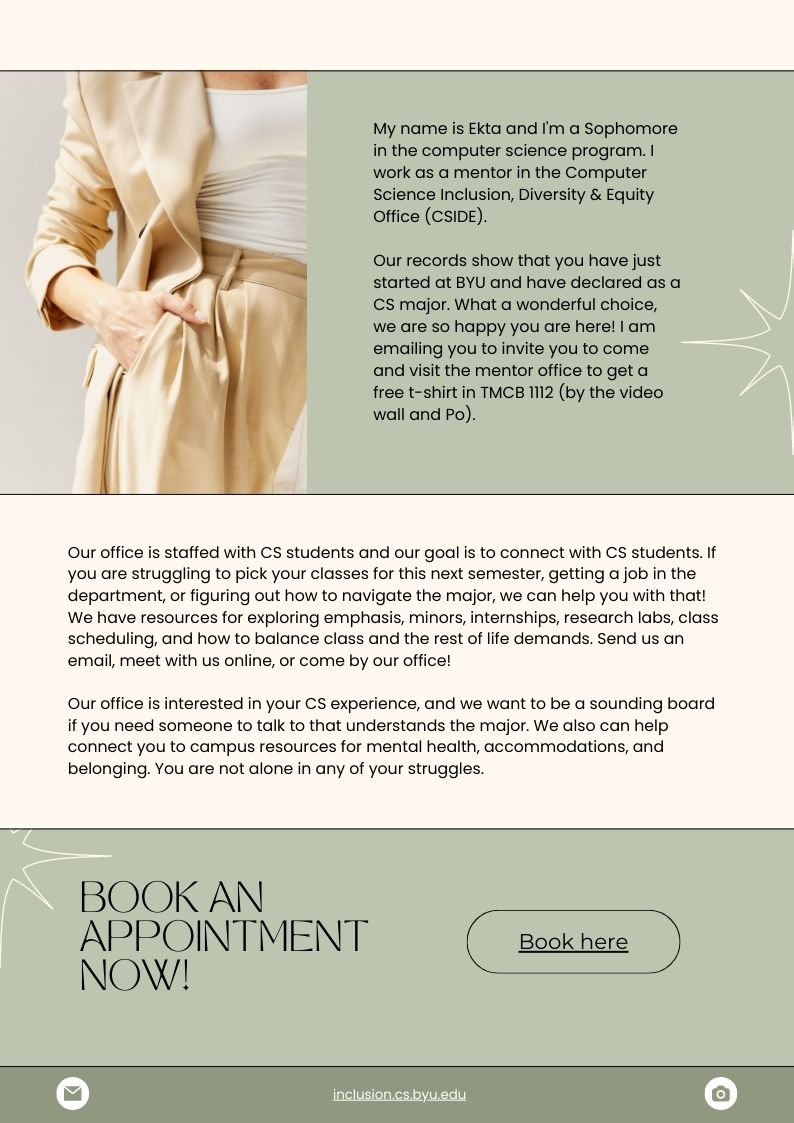 My name is Ekta and I'm a Sophomore
in the computer science program. I
work as a mentor in the Computer
Science Inclusion, Diversity & Equity
Office (CSIDE).
Our records show that you have just
started at BYU and have declared as a
CS major. What a wonderful choice,
we are so happy you are here! I am
emailing you to invite you to come
and visit the mentor office to get a
free t-shirt in TMCB 1112 (by the video
wall and Po).
Our office is staffed with CS students and our goal is to connect with CS students. If
you are struggling to pick your classes for this next semester, getting a job in the
department, or figuring out how to navigate the major, we can help you with that!
We have resources for exploring emphasis, minors, internships, research labs, class
scheduling, and how to balance class and the rest of life demands. Send us an
email, meet with us online, or come by our office!
Our office is interested in your CS experience, and we want to be a sounding board
if you need someone to talk to that understands the major. We also can help
connect you to campus resources for mental health, accommodations, and
belonging. You are not alone in any of your struggles.
BOOK AN
APPOINTMENT
NOW!
Book here
inclusion.cs.byu.edu